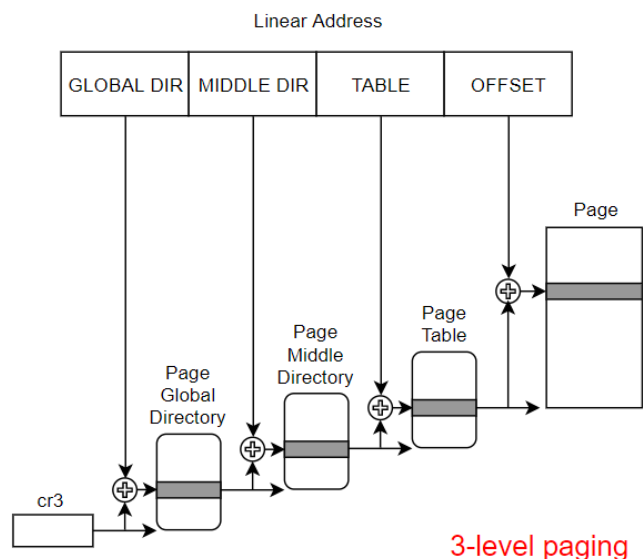 Linear Address
GLOBAL DIR
MIDDLE DIR
TABLE
OFFSET
Page
Page
Table
Page
Middle
Directory
Page
Global
Directory
cr3
3-level paging